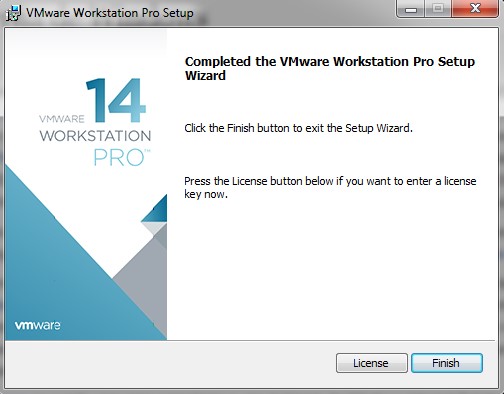 VMware Workstation Pro Setup
VMWARE 14
WORKSTATION
PRO™
Completed the VMware Workstation Pro Setup
Wizard
Click the Finish button to exit the Setup Wizard.
Press the License button below if you want to enter a license
key now.
vmware
License
Finish